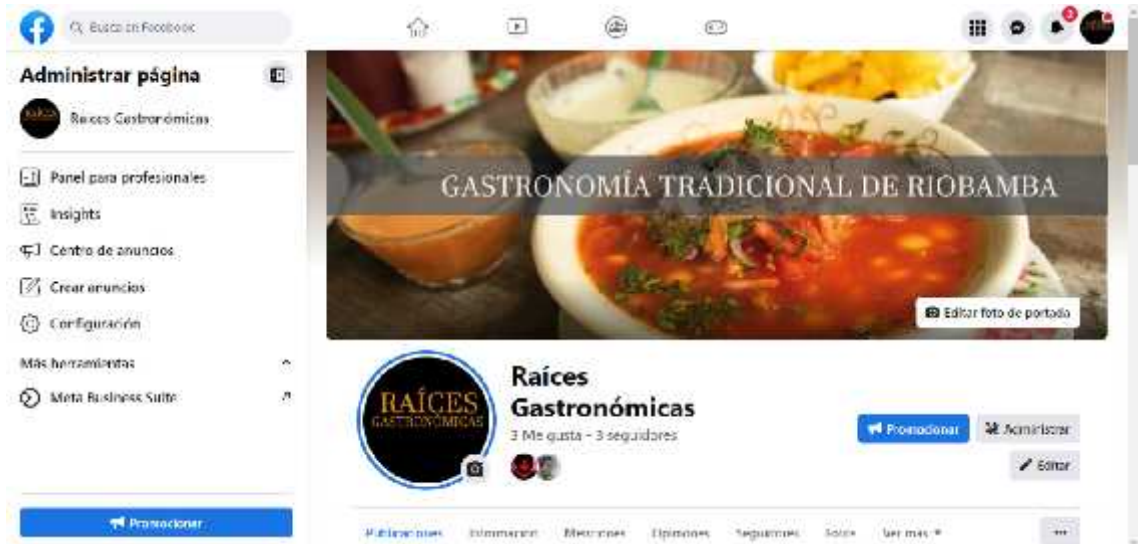 Busca en Facebook
2
Administrar página
Raíces Gastronómicas
Panel para profesionales
Insights
Centro de anuncios
Crear anuncios
Configuración
Más herramientas
Meta Business Suite
Promocionar
GASTRONOMÍA TRADICIONAL DE RIOBAMBA
Editar foto de portada
RAÍCES
GASTRONÓMICAS
Raíces
Gastronómicas
3 Me gusta • 3 seguidores
Promocionar
Administrar
Editar
Publicaciones Información Menciones Opiniones Seguidores Fotos Ver más